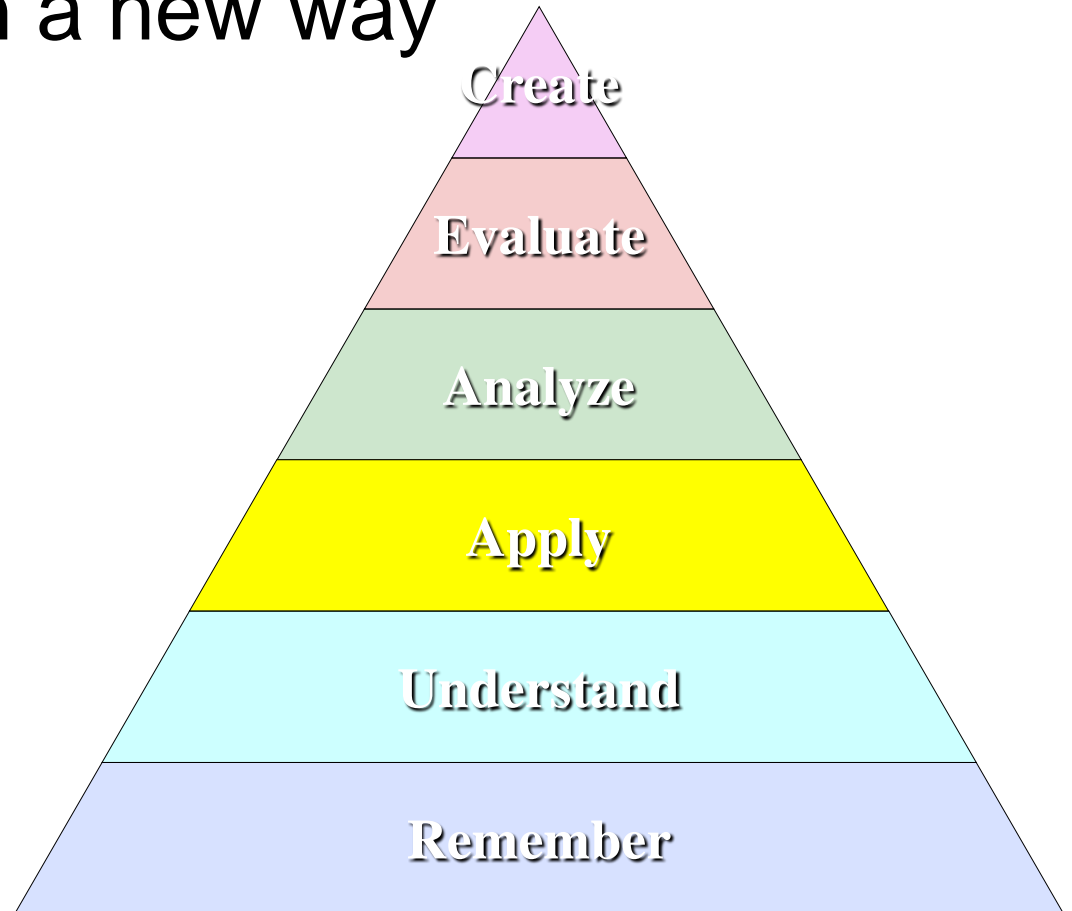 a new way
Create
Evaluate
Analyze
Apply
Understand
Remember